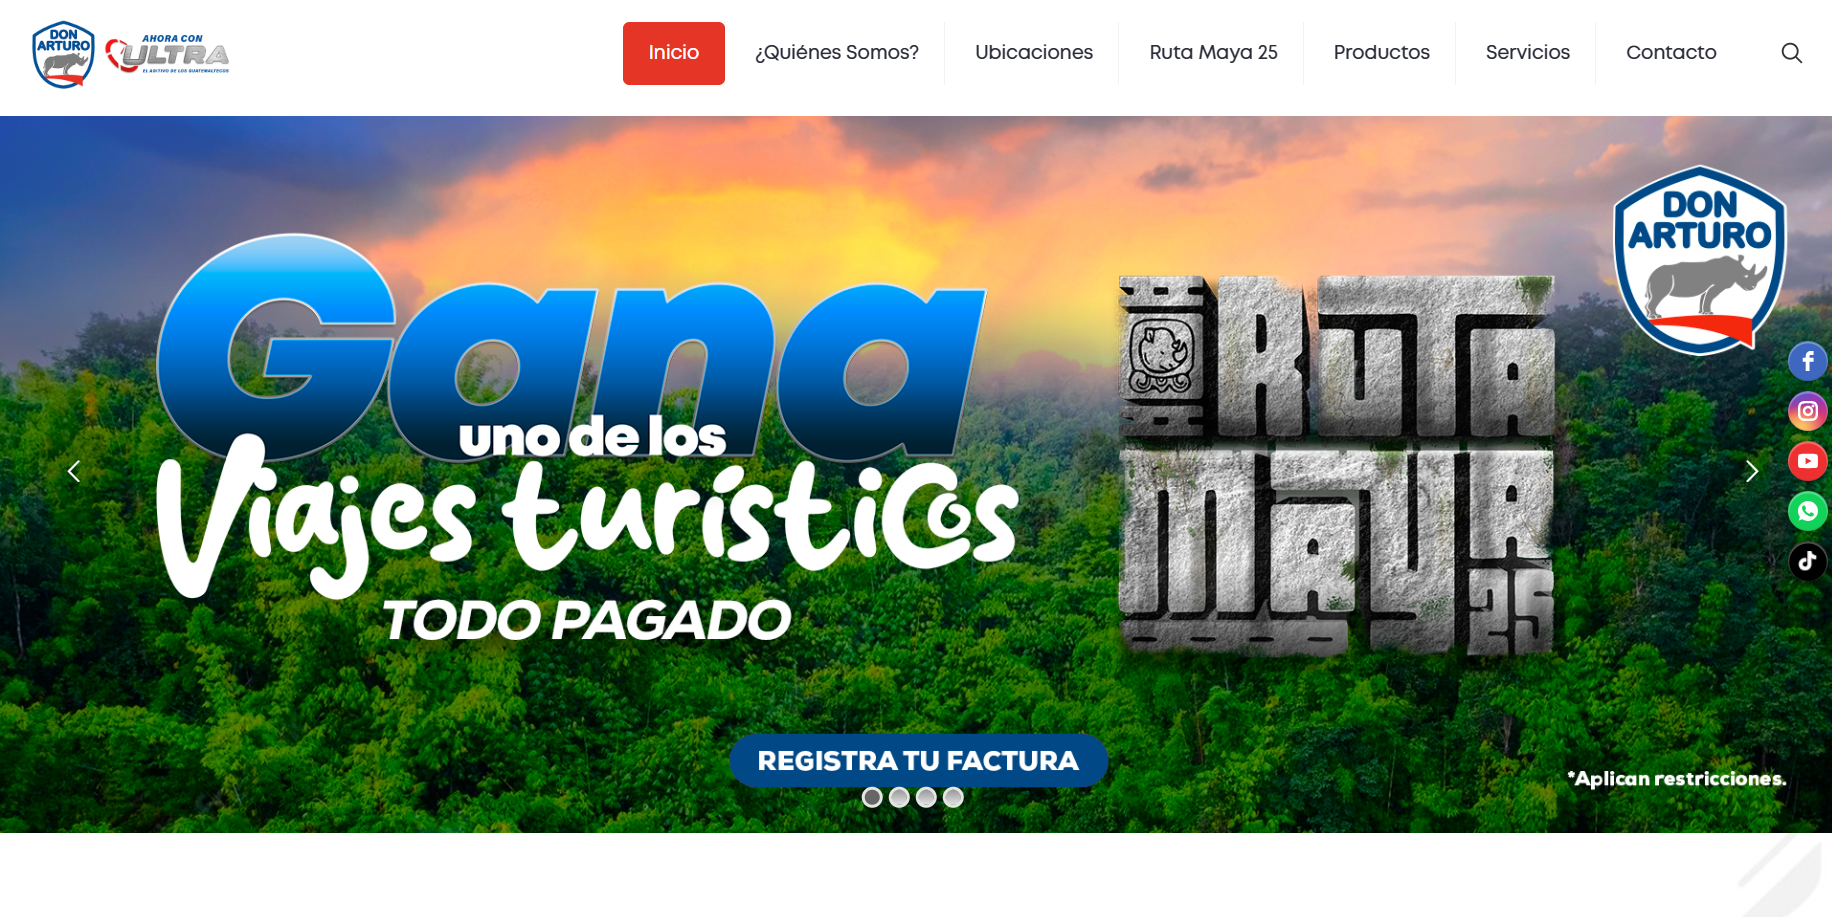 DON
ARTURO
AHORA CON
ULTRA
EL ADITIVO DE LOS GUATEMALTECOS
Inicio
¿Quiénes Somos?
Ubicaciones
Ruta Maya 25
Productos
Servicios
Contacto
Gana
uno de los
Viajes turísticos
TODO PAGADO
RUTA
MAYA
25
DON
ARTURO
REGISTRA TU FACTURA
*Aplican restricciones.